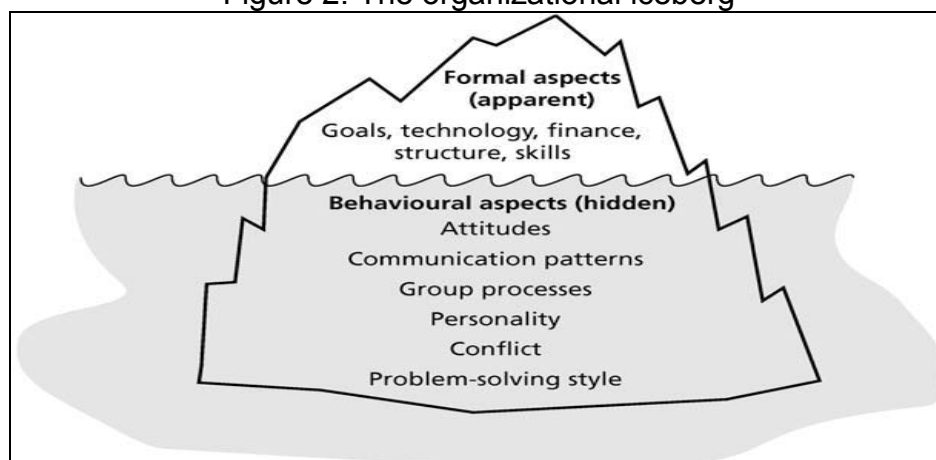 Figure 2: The organizational iceberg
Formal aspects
(apparent)
Goals, technology, finance,
structure, skills
Behavioural aspects (hidden)
Attitudes
Communication patterns
Group processes
Personality
Conflict
Problem-solving style